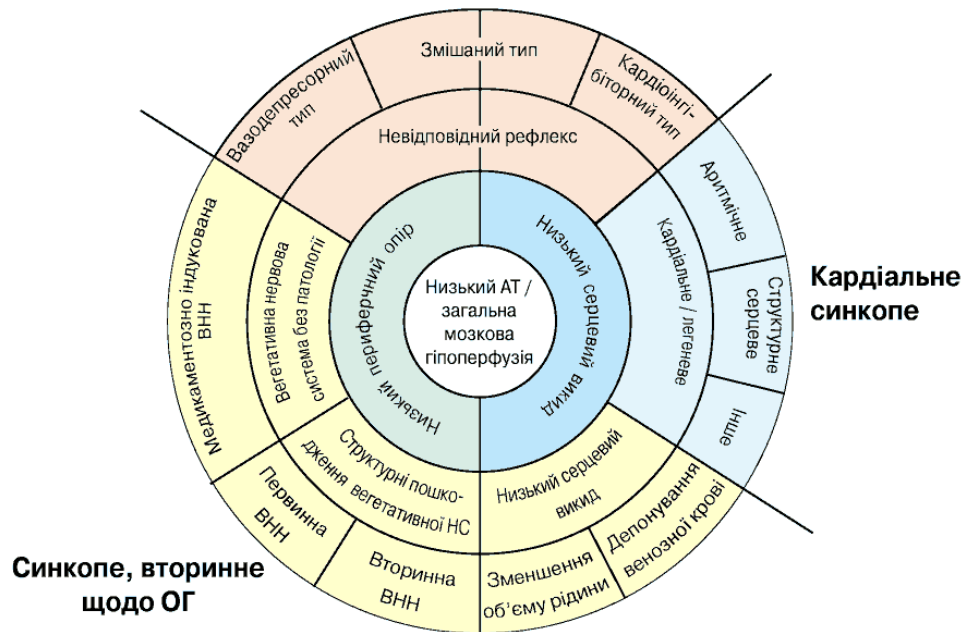 Вазодепресорний
тип
Змішаний тип
Кардіоінгі-
біторний тип
Невідповідний рефлекс
Аритмічне
Структурне
серцеве
Інше
Кардіальне / легеневе
Кардіальне
синкопе
Медикаментозно індукована
ВНН
Вегетативна нервова
система без патології
Низький периферчний опір
Низький серцевий викид
Низький АТ /
загальна
мозкова
гіпоперфузія
Структурні пошко-
дження вегетативної НС
Низький серцевий
викид
Первинна
ВНН
Вторинна
ВНН
Зменшення
об’єму рідини
Депонування
венозної крові
Синкопе, вторинне
щодо ОГ